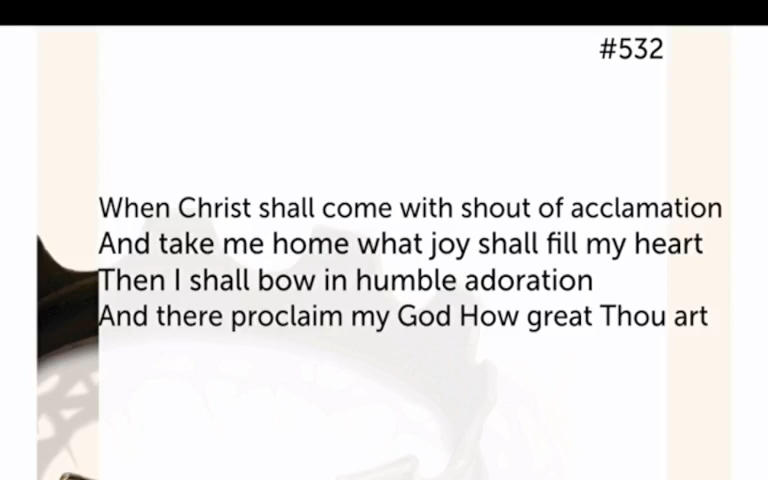 #532
When Christ shall come with shout of acclamation
And take me home what joy shall fill my heart
Then I shall bow in humble adoration
And there proclaim my God How great Thou art